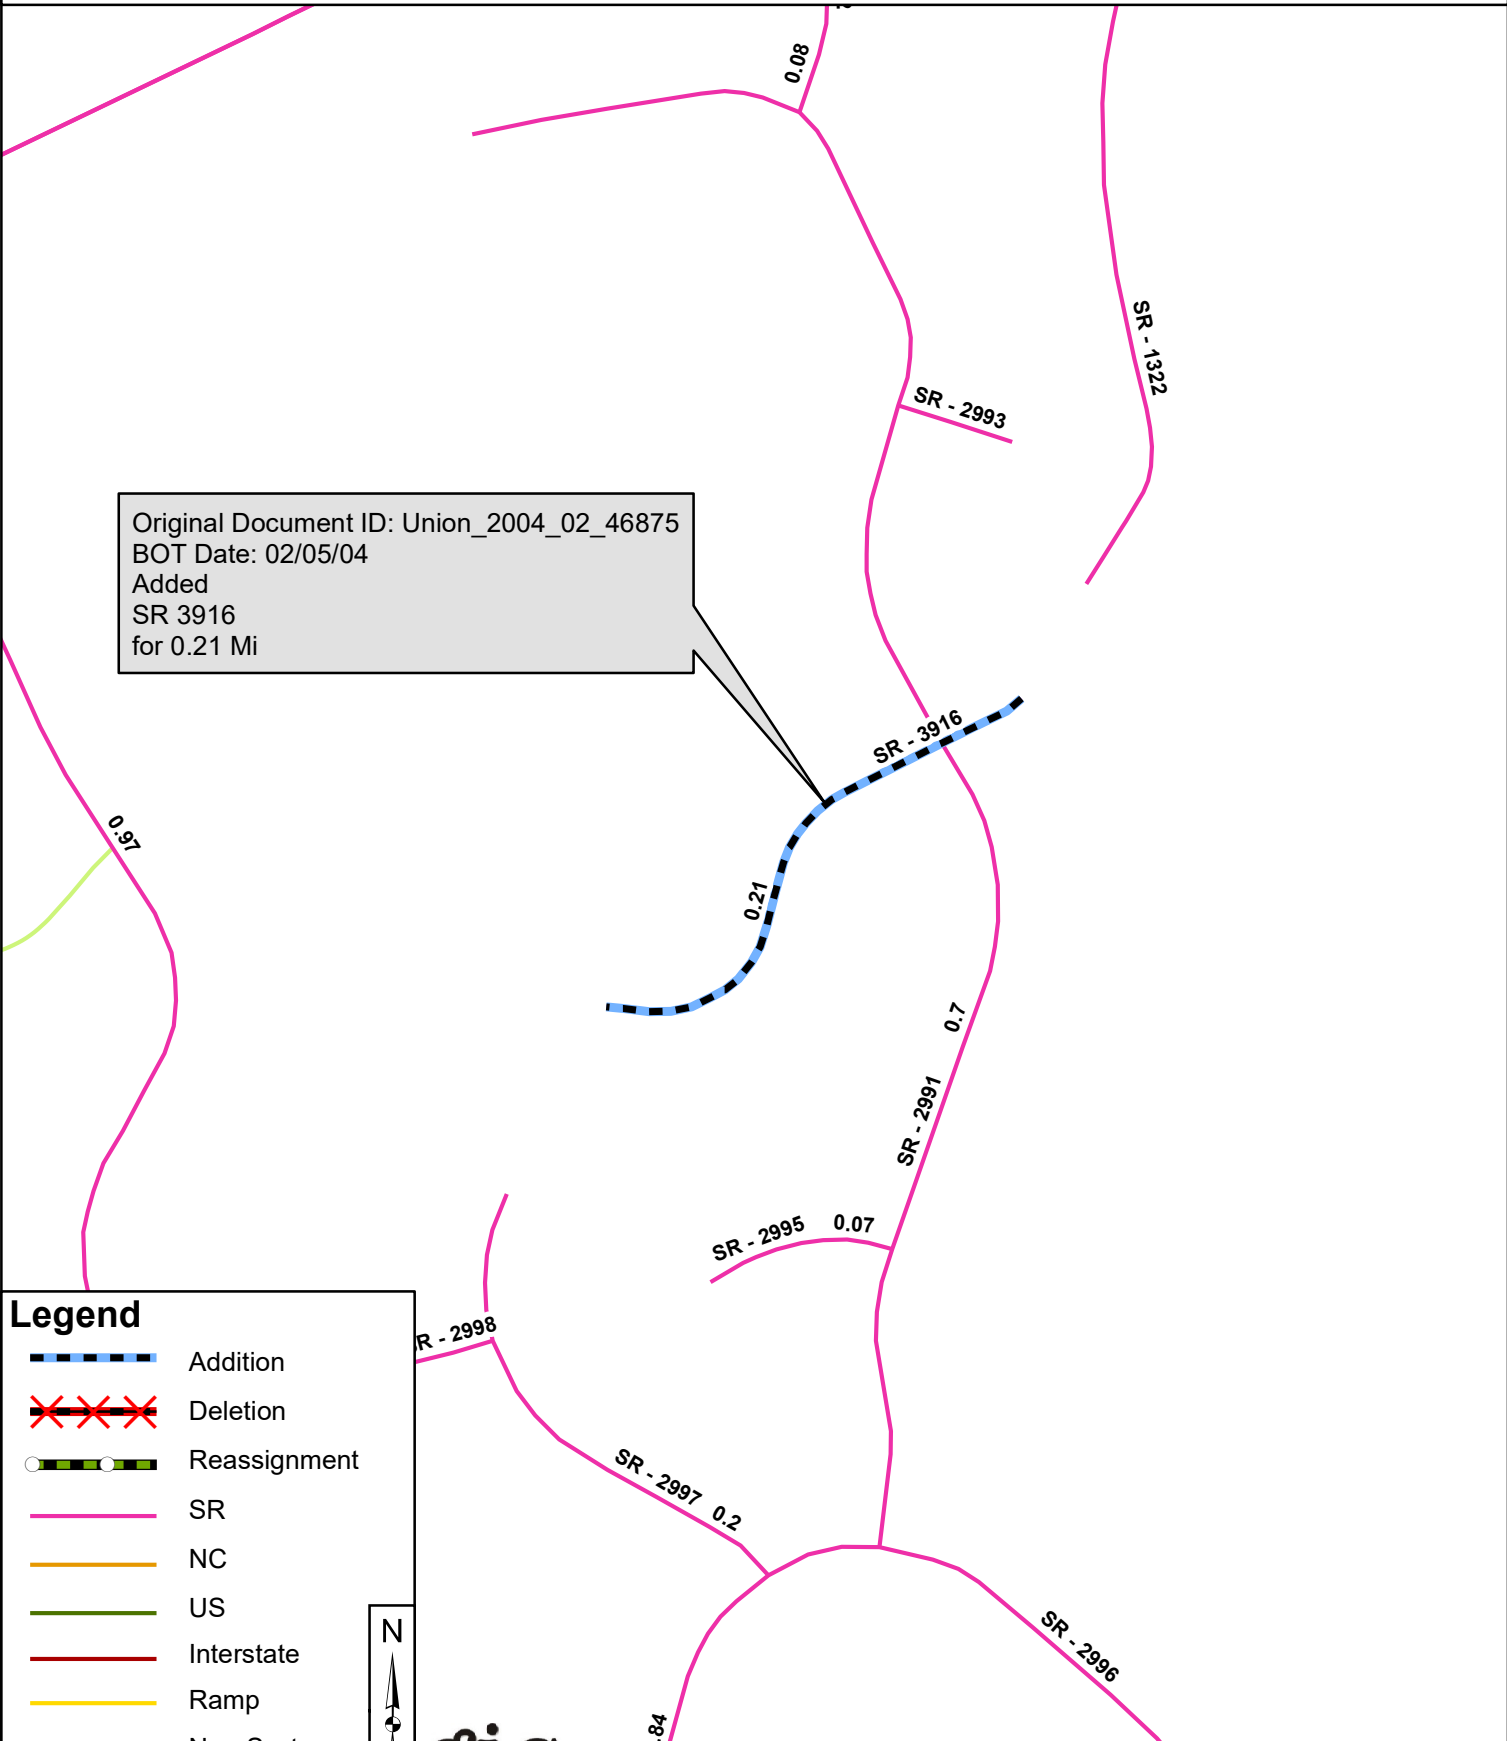 0.08
SR - 1322
SR - 2993
Original Document ID: Union_2004_02_46875
BOT Date: 02/05/04
Added
SR 3916
for 0.21 Mi
SR - 3916
0.97
0.21
0.7
SR - 2991
SR - 2995 0.07
R - 2998
Legend
Addition
Deletion
Reassignment
SR
NC
US
Interstate
Ramp
N
SR - 2997 0.2
SR - 2996
84